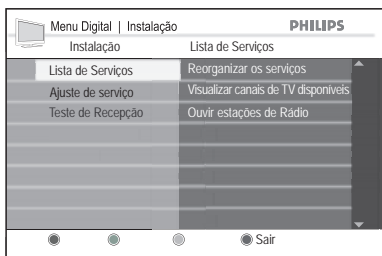 Menu Digital | Instalação PHILIPS
Instalação Lista de Serviços
Lista de Serviços Reorganizar os serviços
Ajuste de serviço Visualizar canais de TV disponíveis
Teste de Recepção Ouvir estações de Rádio
Sair